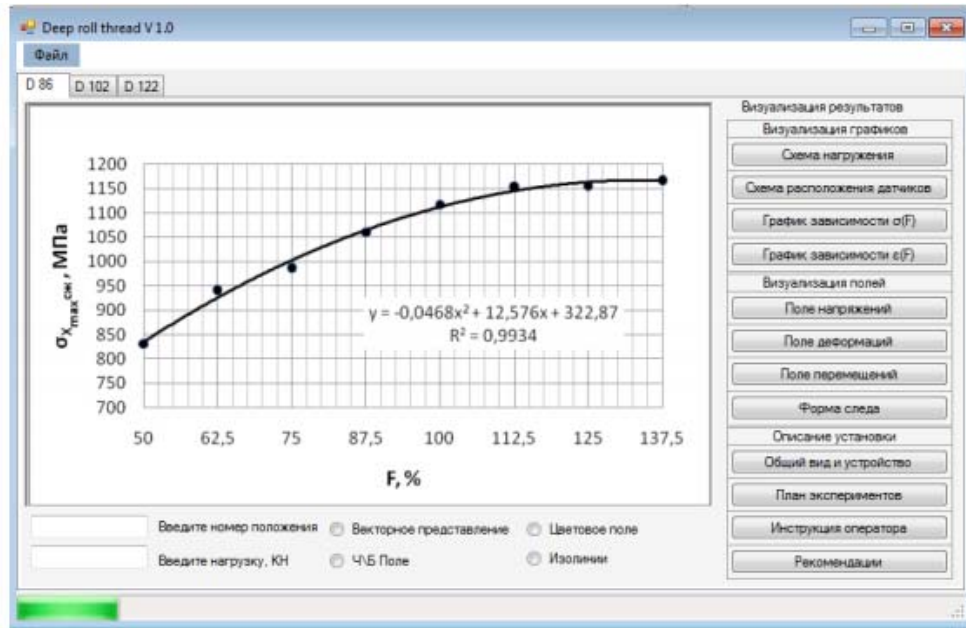 Deep roll thread V 1.0
Файл
D 86
D 102
D 122
1200
1150
1100
1050
1000
950
900
850
800
750
700
σXmax сж, МПа
y = -0,0468x² + 12,576x + 322,87
R² = 0,9934
50 62,5 75 87,5 100 112,5 125 137,5
F, %
Введите номер положения
Векторное представление
Цветовое поле
Введите нагрузку, КН
Ч\Б Поле
Изолинии
Визуализация результатов
Визуализация графиков
Схема нагружения
Схема расположения датчиков
График зависимости σ(F)
График зависимости ε(F)
Визуализация полей
Поле напряжений
Поле деформаций
Поле перемещений
Форма следа
Описание установки
Общий вид и устройство
План экспериментов
Инструкция оператора
Рекомендации